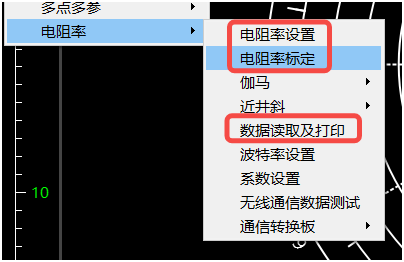 多点多参
电阻率
电阻率设置
电阻率标定
伽马
近井斜
数据读取及打印
波特率设置
系数设置
无线通信数据测试
通信转换板
10